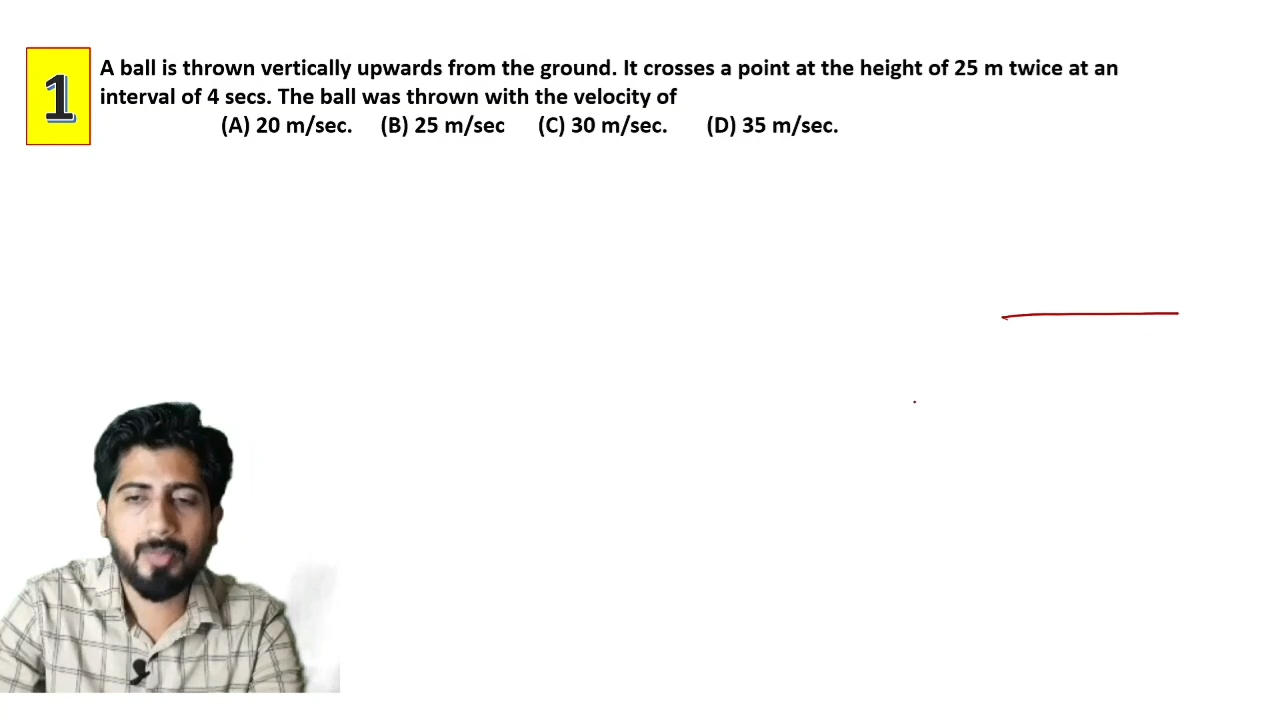 1
A ball is thrown vertically upwards from the ground. It crosses a point at the height of 25 m twice at an
interval of 4 secs. The ball was thrown with the velocity of
(A) 20 m/sec. (B) 25 m/sec (C) 30 m/sec. (D) 35 m/sec.